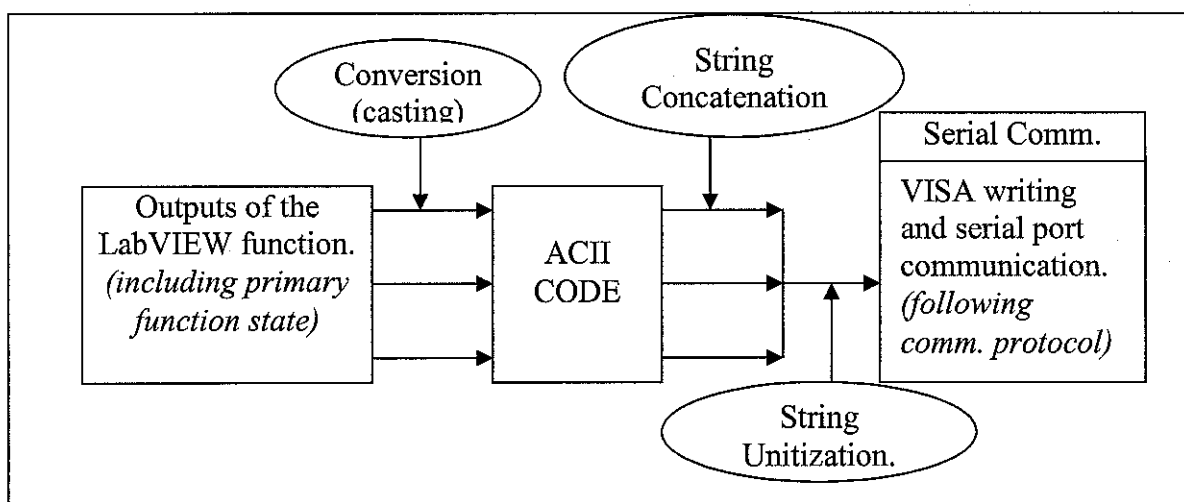 Conversion
(casting)
String
Concatenation
Outputs of the
LabVIEW function.
(including primary
function state)
ACII
CODE
Serial Comm.
VISA writing
and serial port
communication.
(following
comm. protocol)
String
Unitization.